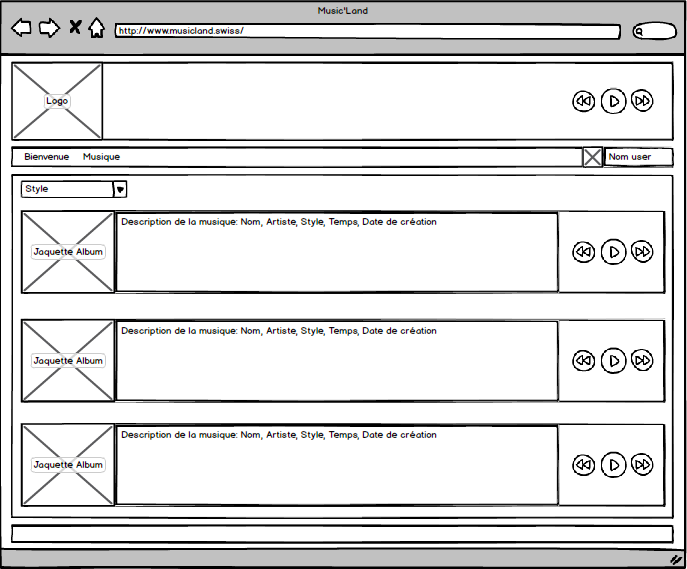 Music'Land
http://www.musicland.swiss/
Logo
Bienvenue Musique
Nom user
Style
Jaquette Album
Description de la musique: Nom, Artiste, Style, Temps, Date de création
Jaquette Album
Description de la musique: Nom, Artiste, Style, Temps, Date de création
Jaquette Album
Description de la musique: Nom, Artiste, Style, Temps, Date de création